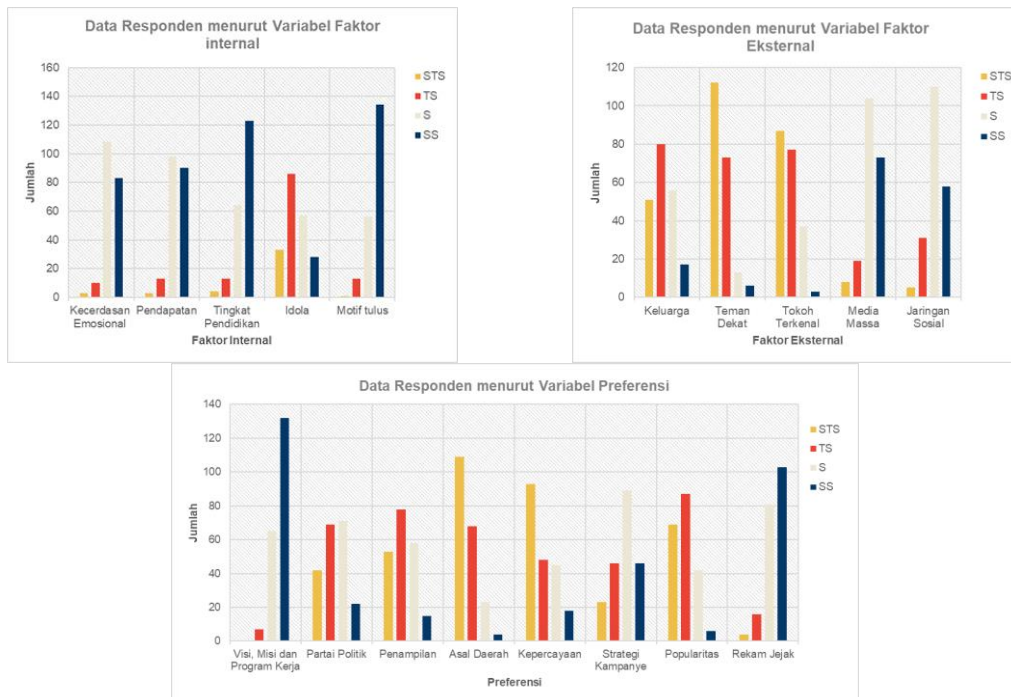 Data Responden menurut Variabel Faktor
internal
160
140
120
100
80
60
40
20
0
Jumlah
Kecerdasan
Emosional
Pendapatan
Tingkat
Pendidikan
Idola
Motif tulus
Faktor Internal
STS
TS
S
SS
Data Responden menurut Variabel Faktor
Eksternal
120
100
80
60
40
20
0
Jumlah
Keluarga
Teman
Dekat
Tokoh
Terkenal
Media
Massa
Jaringan
Sosial
Faktor Eksternal
STS
TS
S
SS
Data Responden menurut Variabel Preferensi
140
120
100
80
60
40
20
0
Jumlah
Visi, Misi dan
Program Kerja
Partai Politik
Penampilan
Asal Daerah
Kepercayaan
Strategi
Kampanye
Popularitas
Rekam Jejak
Preferensi
STS
TS
S
SS